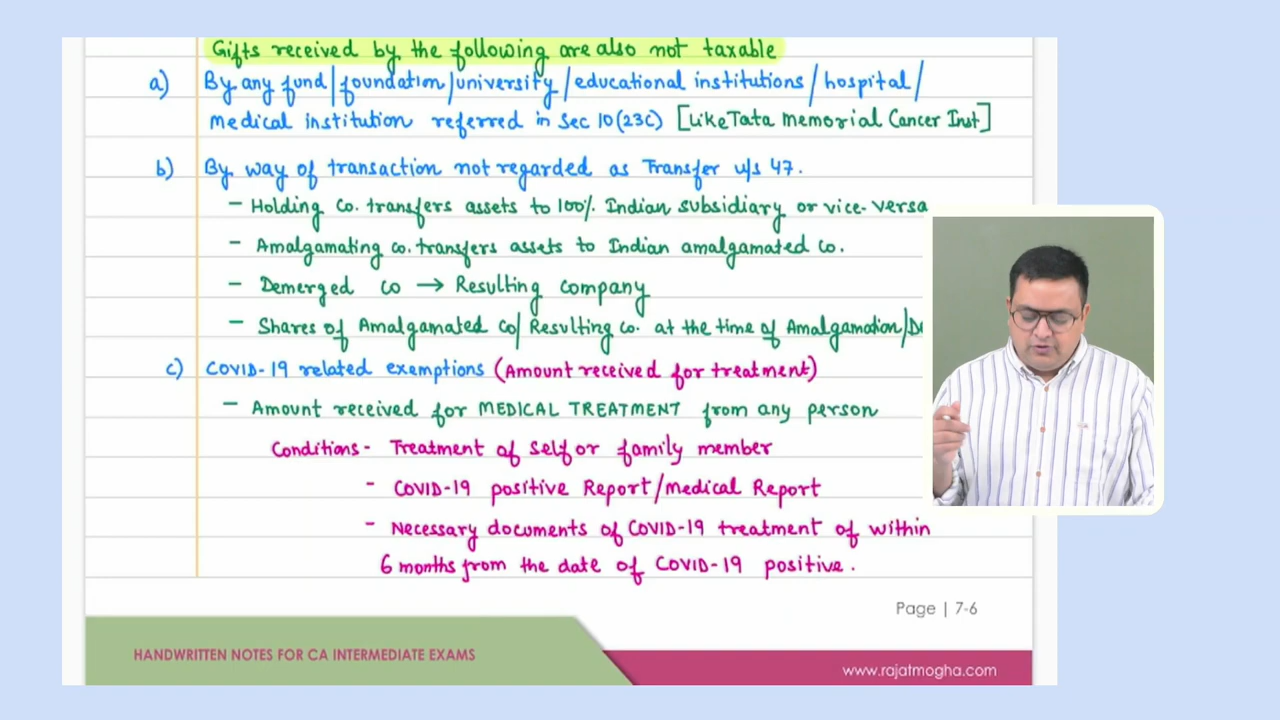 Gifts received by the following are also not taxable
a) By any fund/foundation/university/educational institutions/hospital/
medical institution referred in Sec 10(23C) [Like Tata Memorial Cancer Inst]
b) By way of transaction not regarded as Transfer u/s 47.
- Holding Co. transfers assets to 100% Indian subsidiary or vice-versa
- Amalgamating co. transfers assets to Indian amalgamated co.
- Demerged co → Resulting company
- Shares of Amalgamated Co/Resulting Co. at the time of Amalgamation/De
c) COVID-19 related exemptions (Amount received for treatment)
- Amount received for MEDICAL TREATMENT from any person
Conditions - Treatment of Self or family member
- COVID-19 positive Report/Medical Report
- Necessary documents of COVID-19 treatment of within
6 months from the date of COVID-19 positive.
Page | 7-6
HANDWRITTEN NOTES FOR CA INTERMEDIATE EXAMS
www.rajatmogha.com